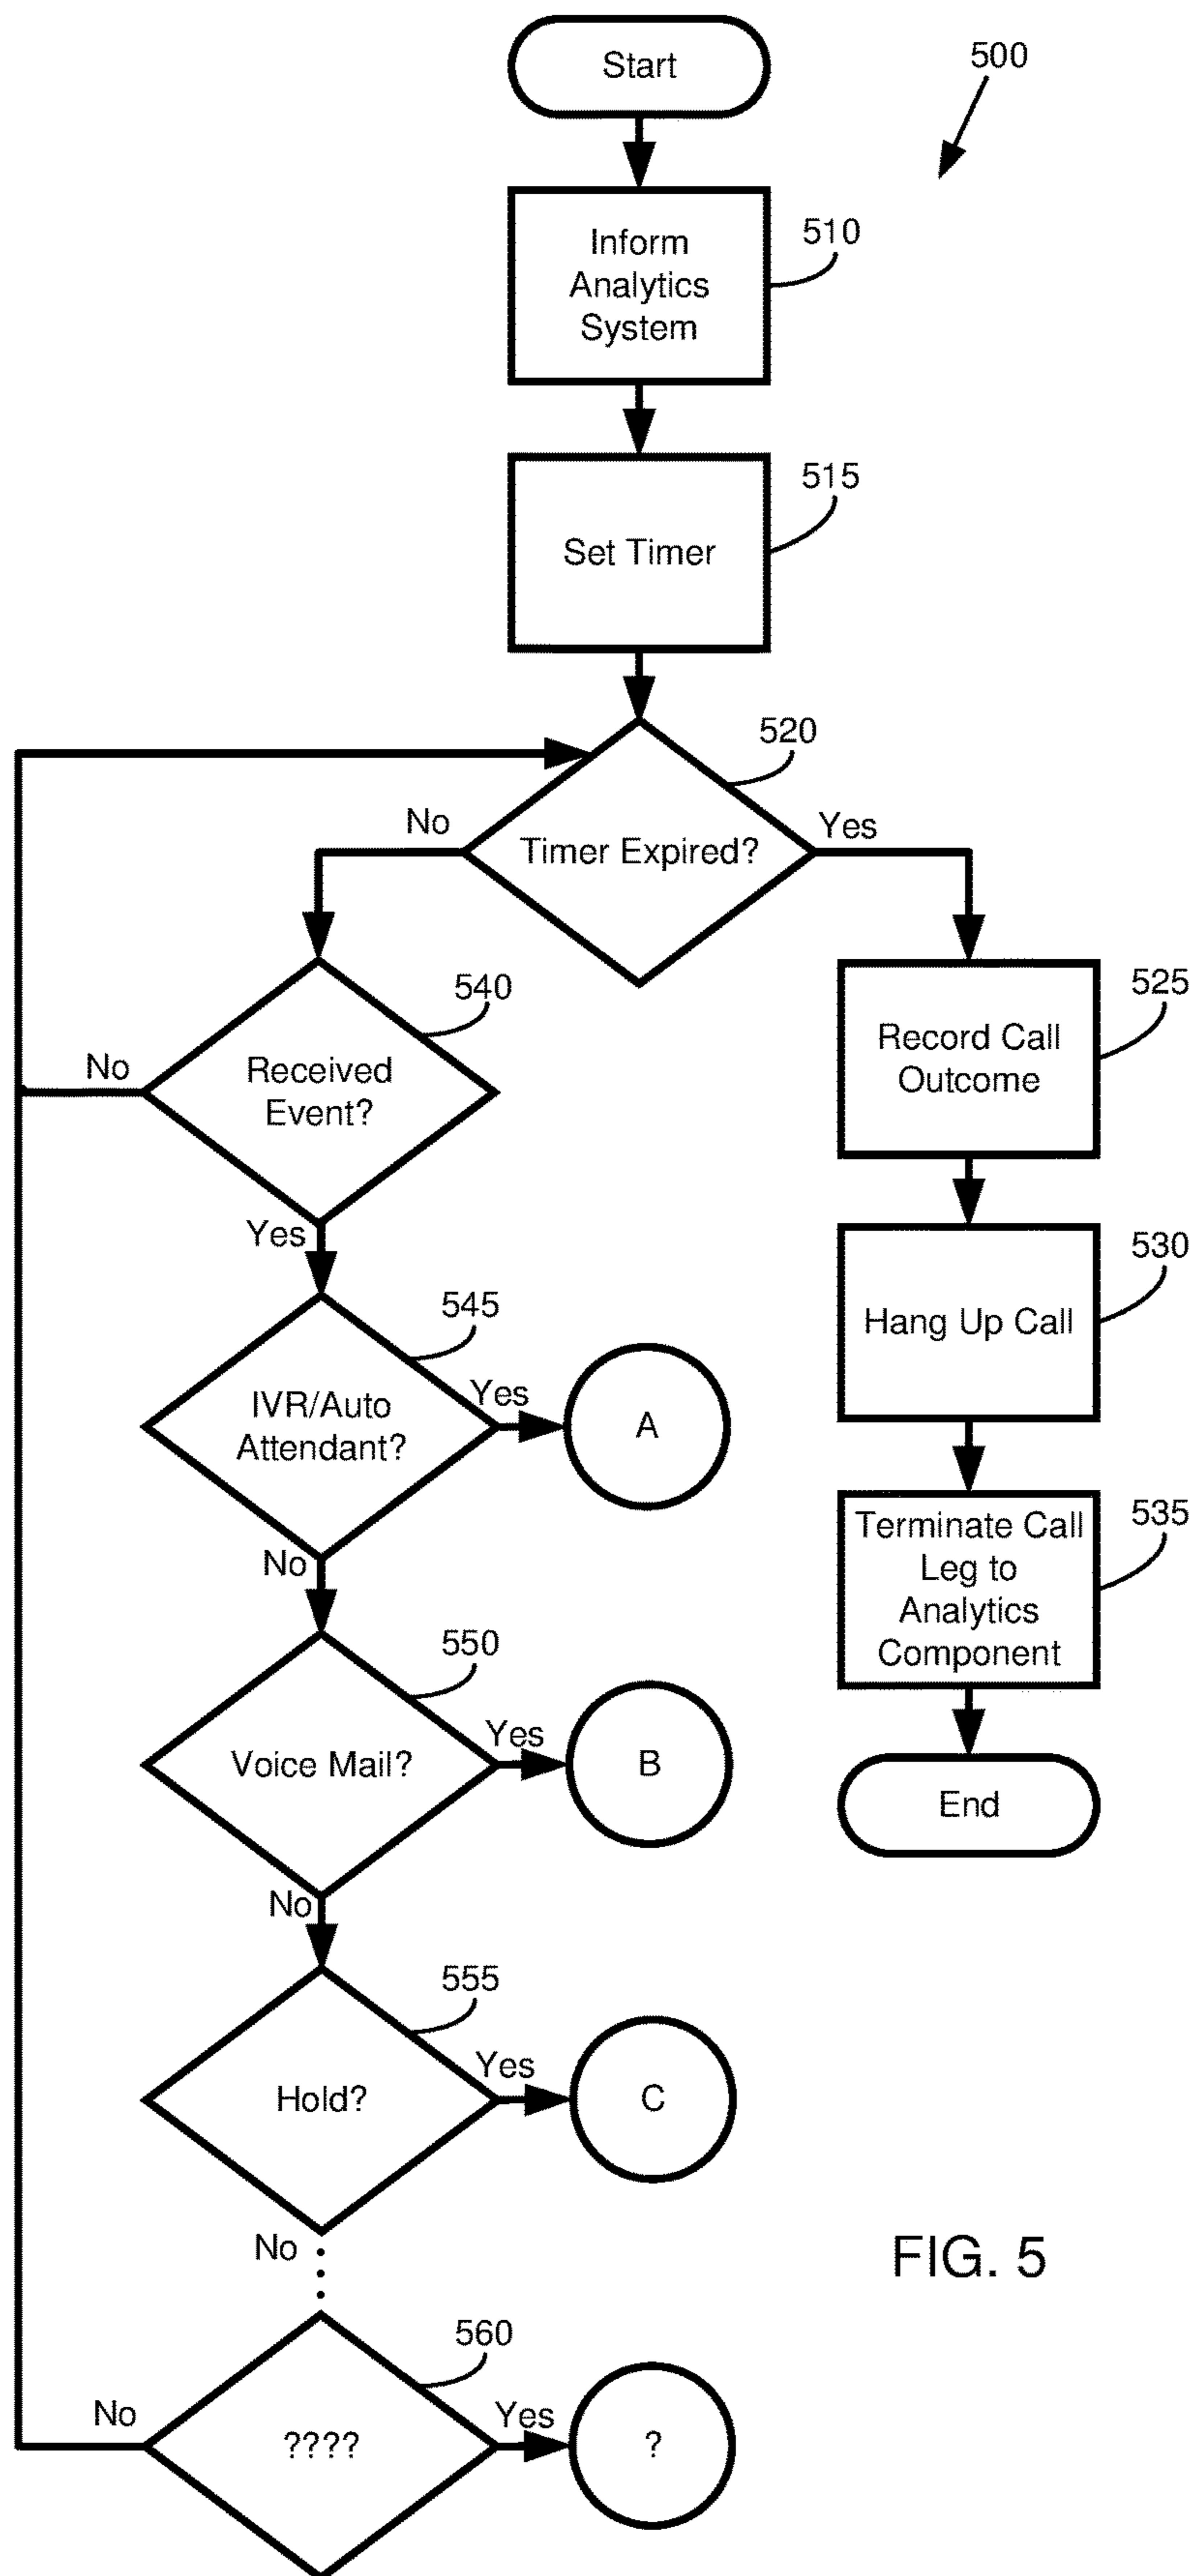 Start
500
Inform
Analytics
System
510
Set Timer
515
Timer Expired?
520
No
Yes
Received
Event?
540
No
Yes
Record Call
Outcome
525
Hang Up Call
530
Terminate Call
Leg to
Analytics
Component
535
End
IVR/Auto
Attendant?
545
Yes
A
No
Voice Mail?
550
Yes
B
No
Hold?
555
Yes
C
No
????
560
No
Yes
?
FIG. 5